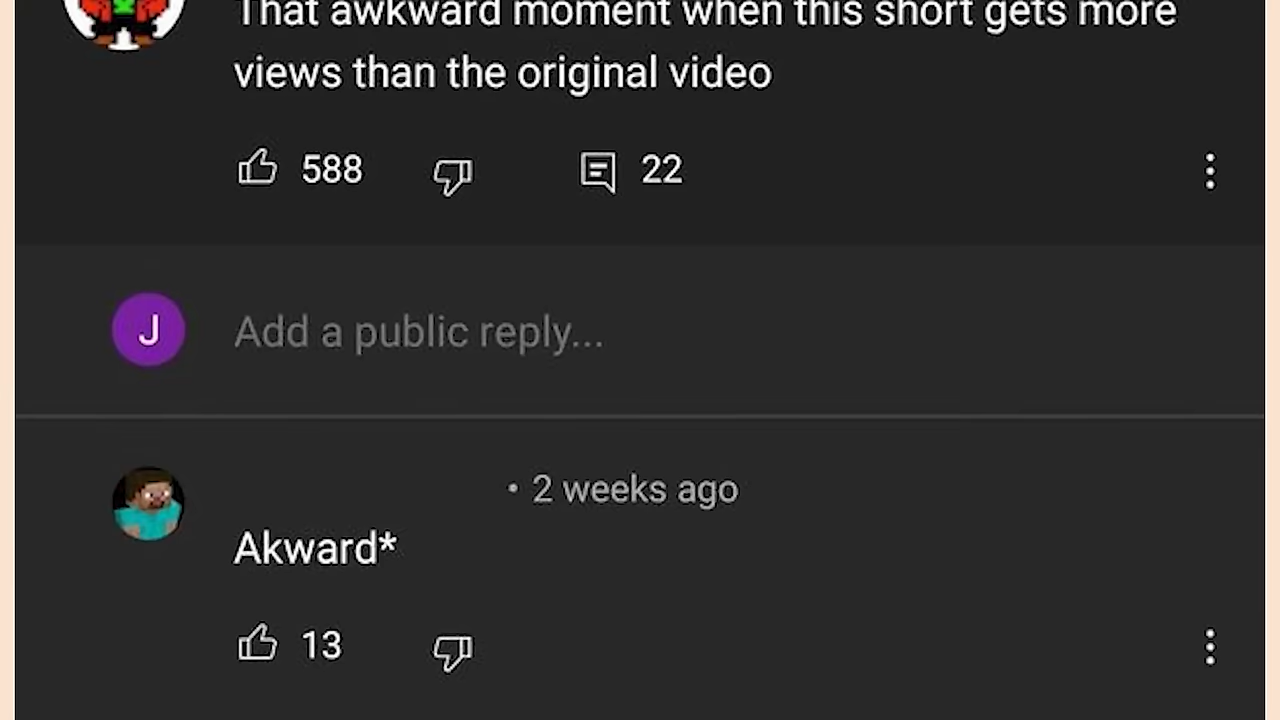 That awkward moment when this short gets more
views than the original video
588
22
J
Add a public reply...
• 2 weeks ago
Akward*
13